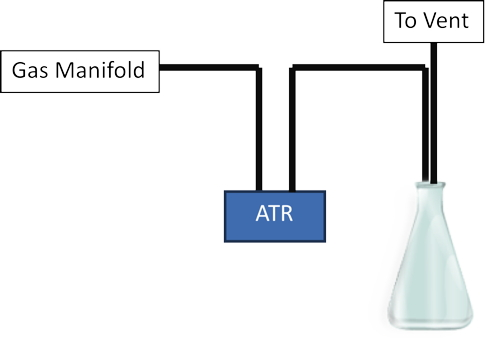 To Vent
Gas Manifold
ATR